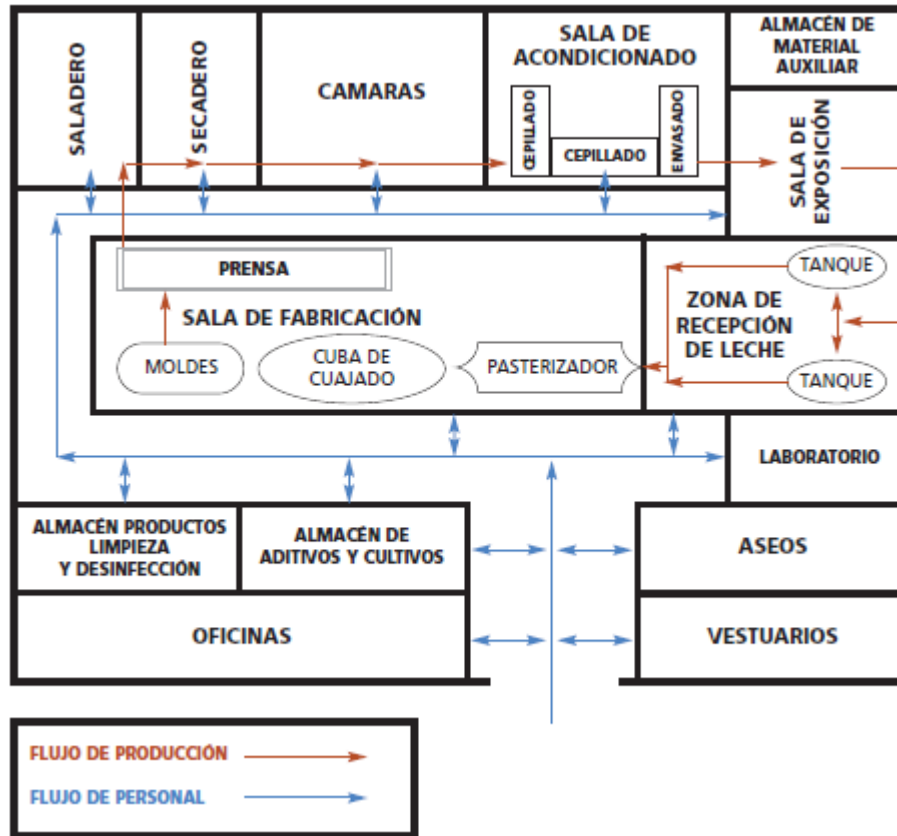 SALADERO
SECADERO
CAMARAS
SALA DE
ACONDICIONADO
CEPILLADO
CEPILLADO
ENVASADO
ALMACÉN DE
MATERIAL
AUXILIAR
SALA DE
EXPOSICIÓN
PRENSA
SALA DE FABRICACIÓN
MOLDES
CUBA DE
CUAJADO
PASTERIZADOR
ZONA DE
RECEPCIÓN
DE LECHE
TANQUE
TANQUE
LABORATORIO
ALMACÉN PRODUCTOS
LIMPIEZA
Y DESINFECCIÓN
ALMACÉN DE
ADITIVOS Y CULTIVOS
ASEOS
OFICINAS
VESTUARIOS
FLUJO DE PRODUCCIÓN
FLUJO DE PERSONAL